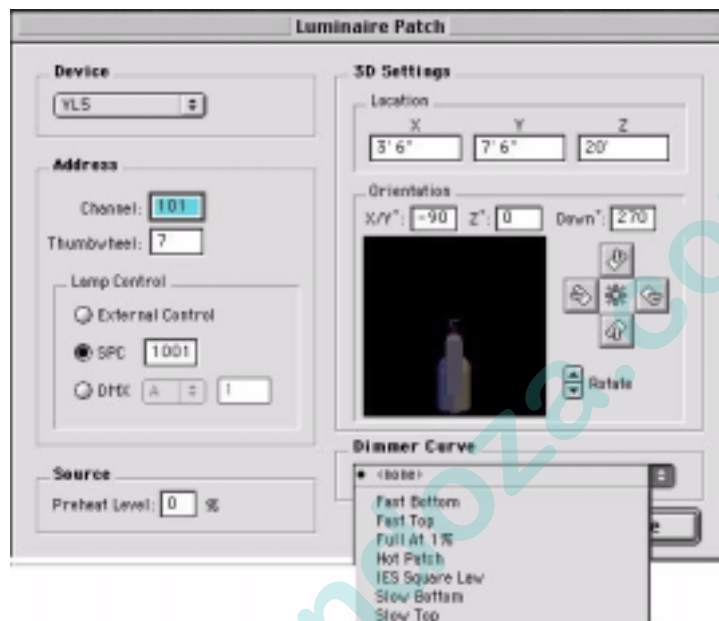 Luminaire Patch
Device
VL5
Address
Channel: 101
Thumbwheel: 7
Lamp Control
External Control
SPC 1001
DMX A 1
Source
Preheat Level: 0 %
3D Settings
Location
X Y Z
3' 6" 7' 6" 20'
Orientation
X/Y°: -90 Z°: 0 Down°: 270
Rotate
Dimmer Curve
<none>
Fast Bottom
Fast Top
Full At 1%
Hot Patch
IES Square Law
Slow Bottom
Slow Top